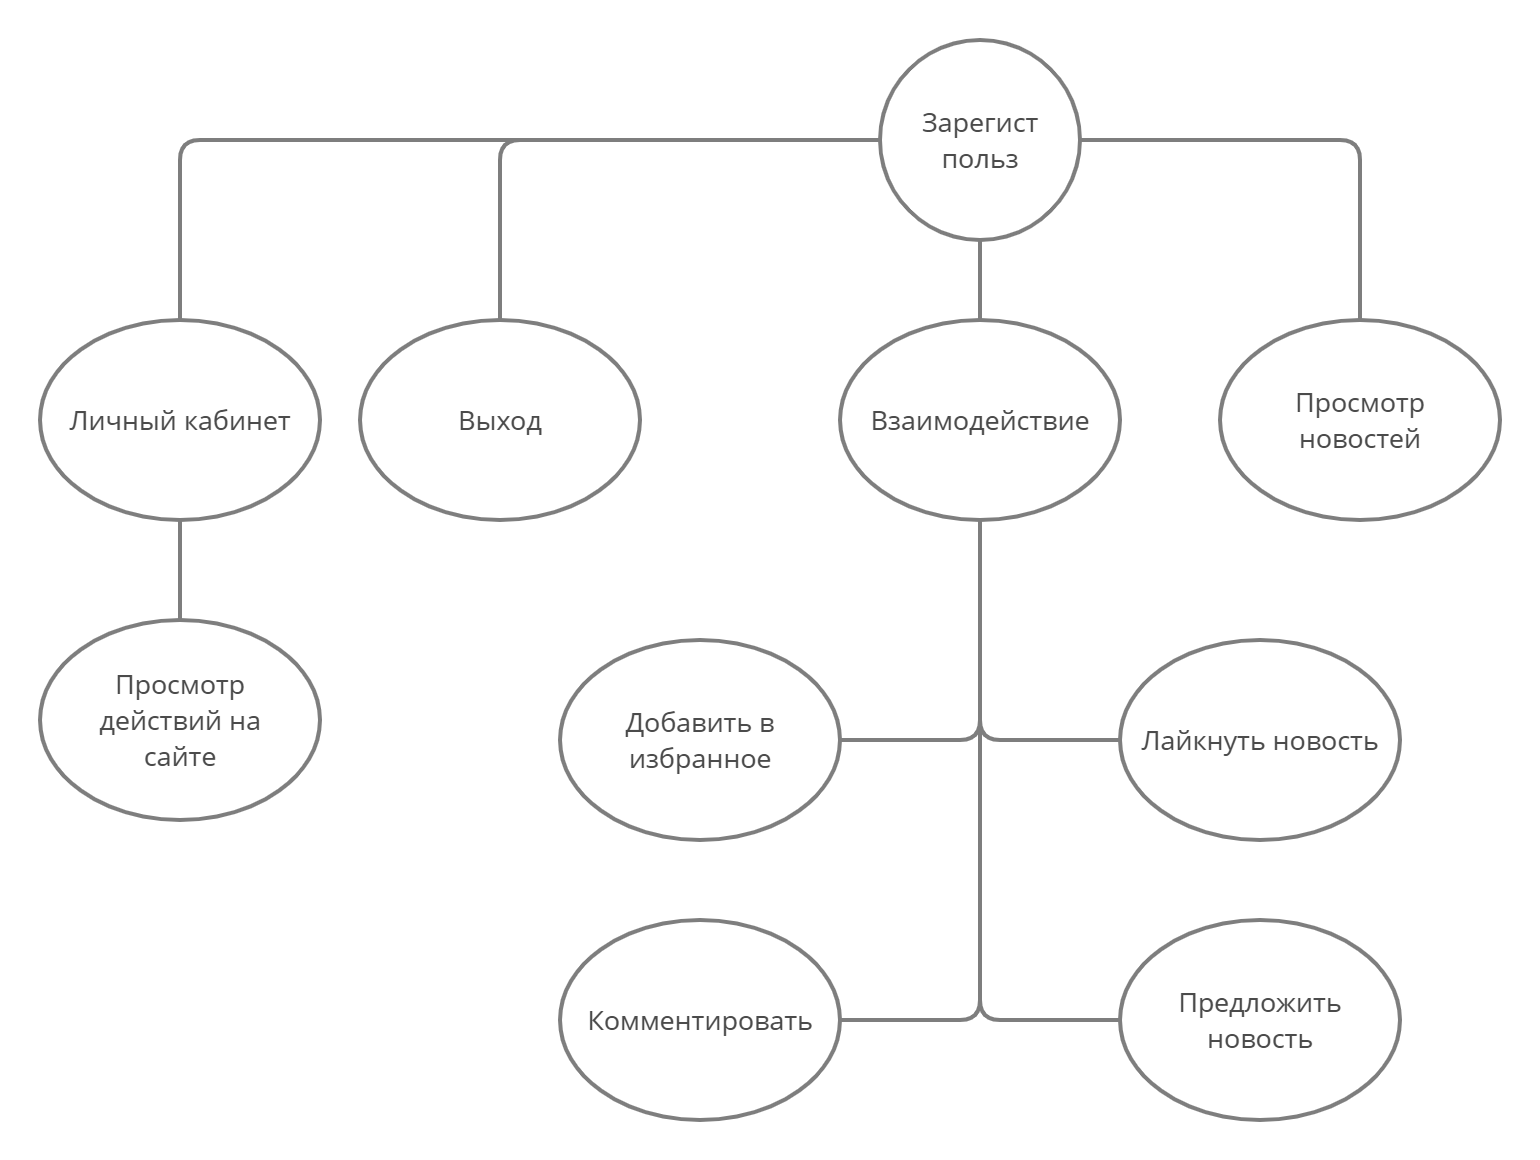 Зарегист
польз
Личный кабинет
Выход
Взаимодействие
Просмотр
новостей
Просмотр
действий на
сайте
Добавить в
избранное
Лайкнуть новость
Комментировать
Предложить
новость